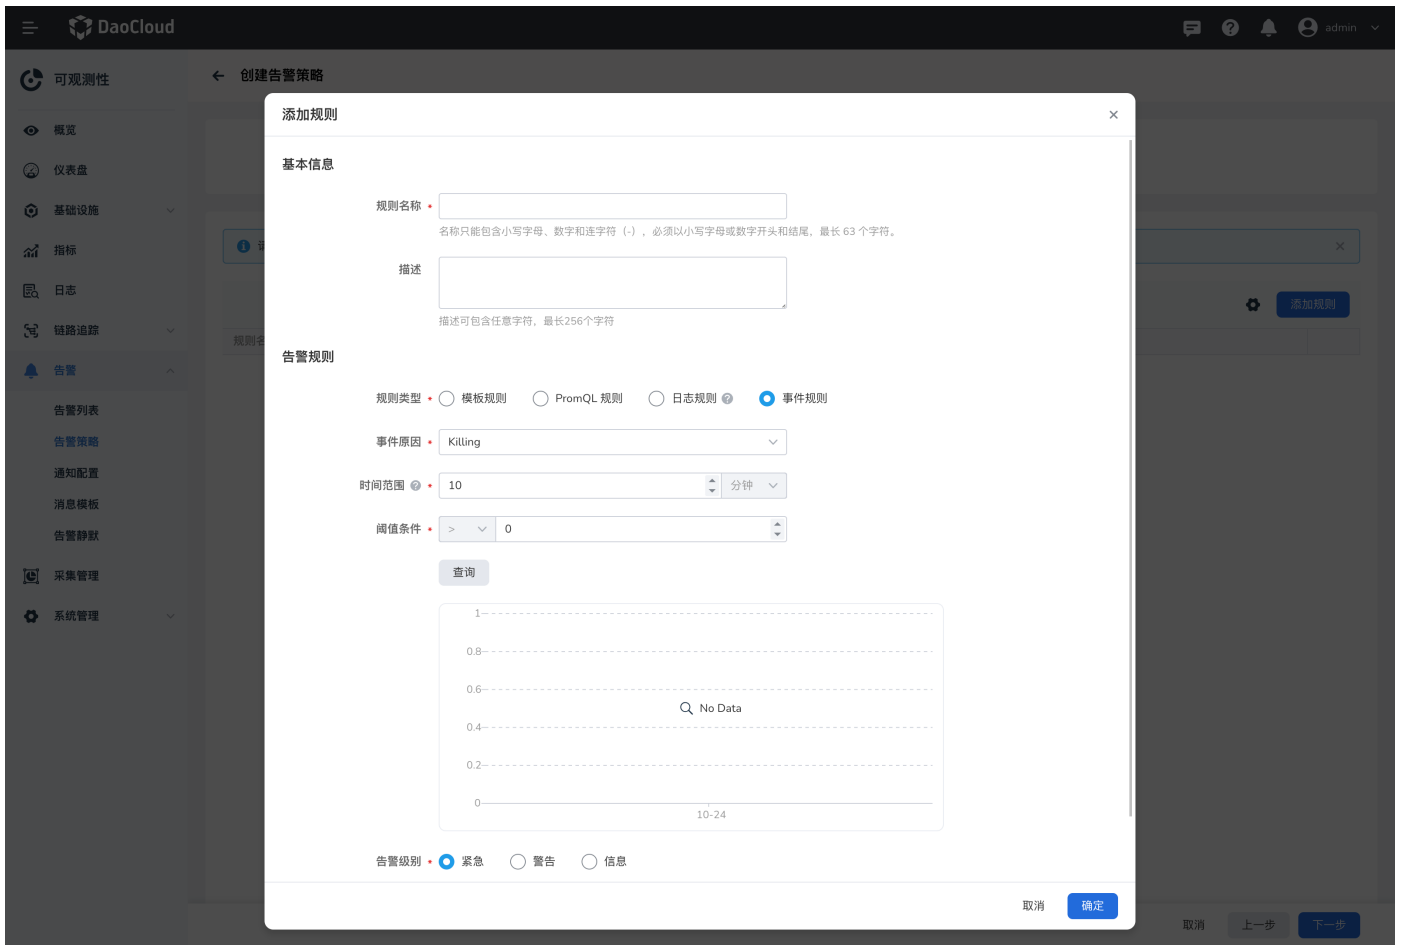 DaoCloud
admin
可观测性
创建告警策略
概览
仪表盘
基础设施
指标
日志
链路追踪
告警
告警列表
告警策略
通知配置
消息模板
告警静默
采集管理
系统管理
添加规则
规则名
添加规则
基本信息
规则名称
名称只能包含小写字母、数字和连字符（-），必须以小写字母或数字开头和结尾，最长 63 个字符。
描述
描述可包含任意字符，最长256个字符
告警规则
规则类型 模板规则 PromQL 规则 日志规则 事件规则
事件原因 Killing
时间范围 10 分钟
阈值条件 > 0
查询
1
0.8
0.6
No Data
0.4
0.2
0
10-24
告警级别 紧急 警告 信息
取消 确定
取消 上一步 下一步